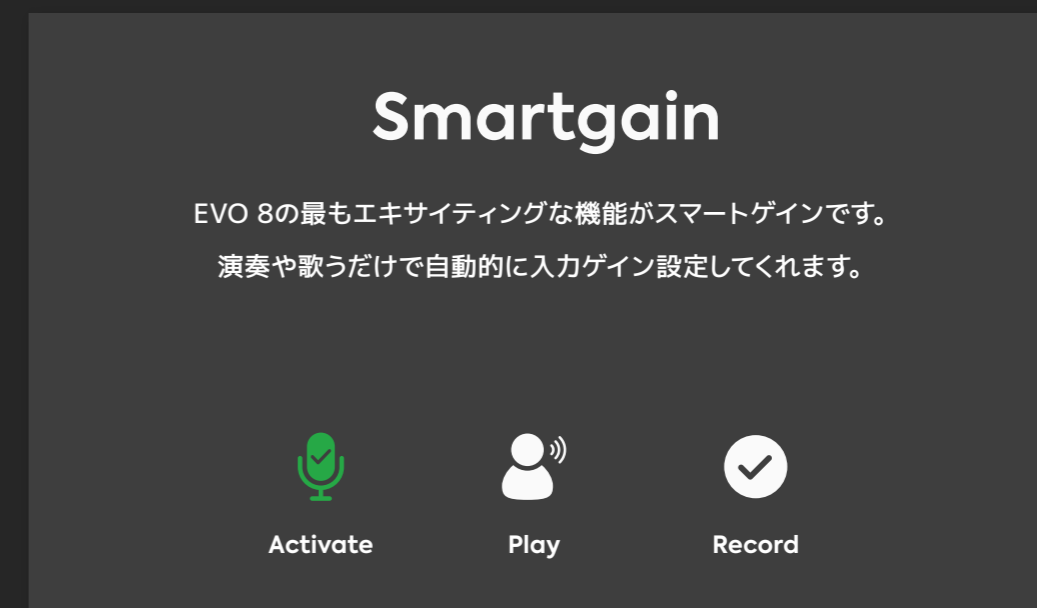 Smartgain
EVO 8の最もエキサイティングな機能がスマートゲインです。
演奏や歌うだけで自動的に入力ゲイン設定してくれます。
Activate
Play
Record